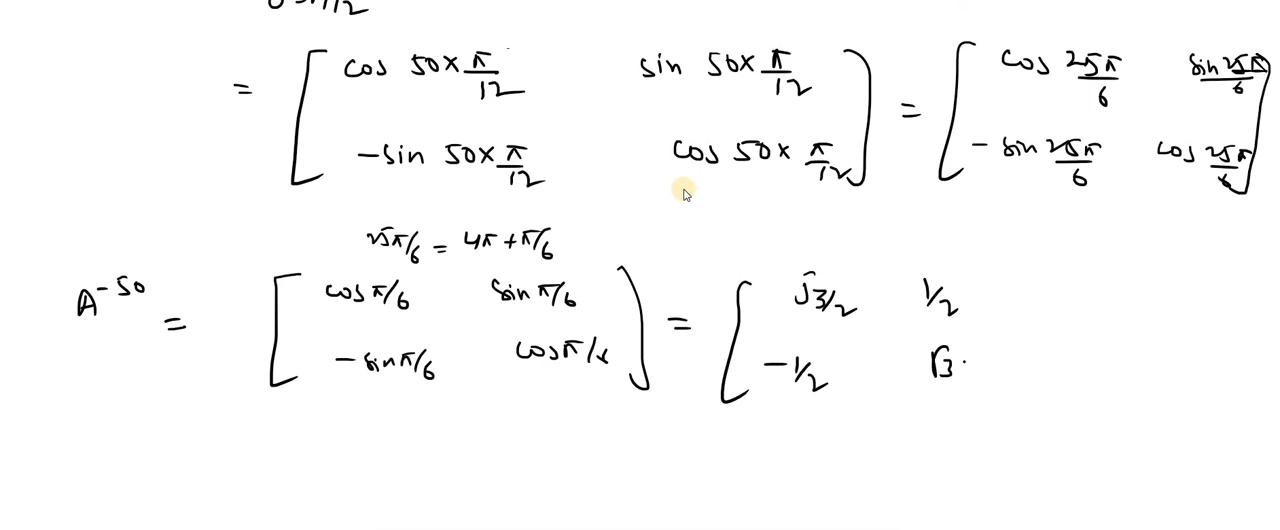 = [ cos 50×π/12 sin 50×π/12 ] = [ cos 25π/6 sin 25π/6 ]
[ -sin 50×π/12 cos 50×π/12 ] [ -sin 25π/6 cos 25π/6 ]
25π/6 = 4π + π/6
A^-50 = [ cos π/6 sin π/6 ] = [ √3/2 1/2
[ -sin π/6 cos π/6 ] [ -1/2 √3